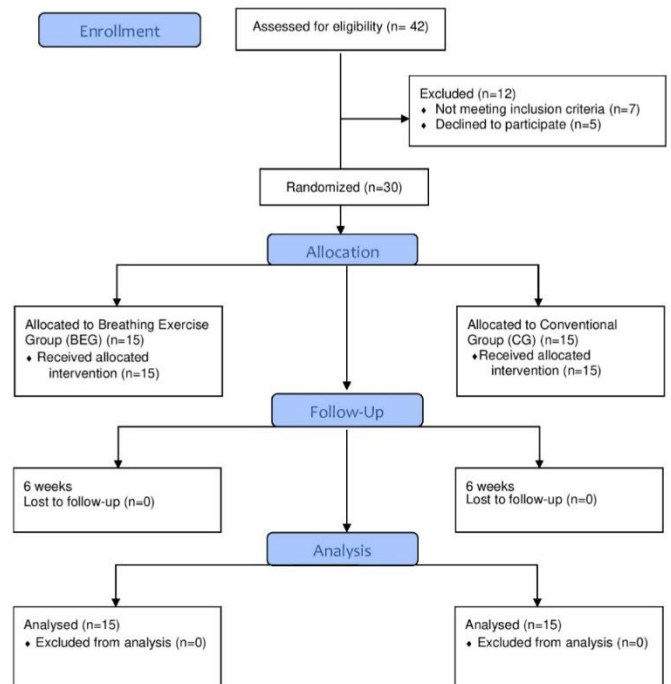 Enrollment
Assessed for eligibility (n= 42)
Excluded (n=12)
♦ Not meeting inclusion criteria (n=7)
♦ Declined to participate (n=5)
Randomized (n=30)
Allocation
Allocated to Breathing Exercise
Group (BEG) (n=15)
♦ Received allocated
intervention (n=15)
Allocated to Conventional
Group (CG) (n=15)
♦Received allocated
intervention (n=15)
Follow-Up
6 weeks
Lost to follow-up (n=0)
6 weeks
Lost to follow-up (n=0)
Analysis
Analysed (n=15)
♦ Excluded from analysis (n=0)
Analysed (n=15)
♦ Excluded from analysis (n=0)